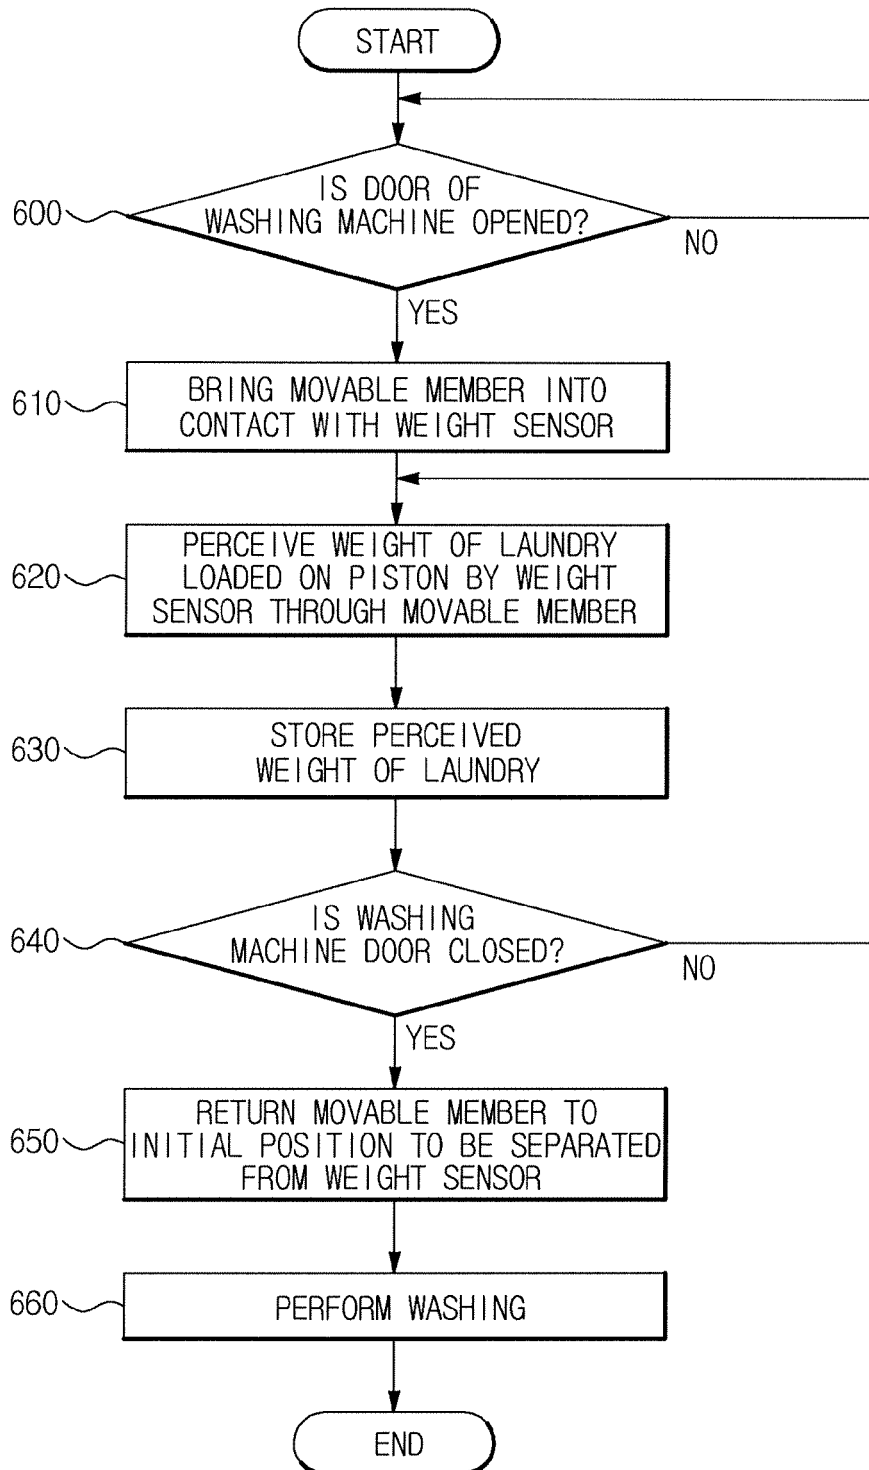 START
IS DOOR OF
WASHING MACHINE OPENED?
600
NO
YES
BRING MOVABLE MEMBER INTO
CONTACT WITH WEIGHT SENSOR
610
PERCEIVE WEIGHT OF LAUNDRY
LOADED ON PISTON BY WEIGHT
SENSOR THROUGH MOVABLE MEMBER
620
STORE PERCEIVED
WEIGHT OF LAUNDRY
630
IS WASHING
MACHINE DOOR CLOSED?
640
NO
YES
RETURN MOVABLE MEMBER TO
INITIAL POSITION TO BE SEPARATED
FROM WEIGHT SENSOR
650
PERFORM WASHING
660
END